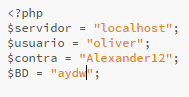 <?php
$servidor = "localhost";
$usuario = "oliver";
$contra = "Alexander12";
$BD = "aydw";